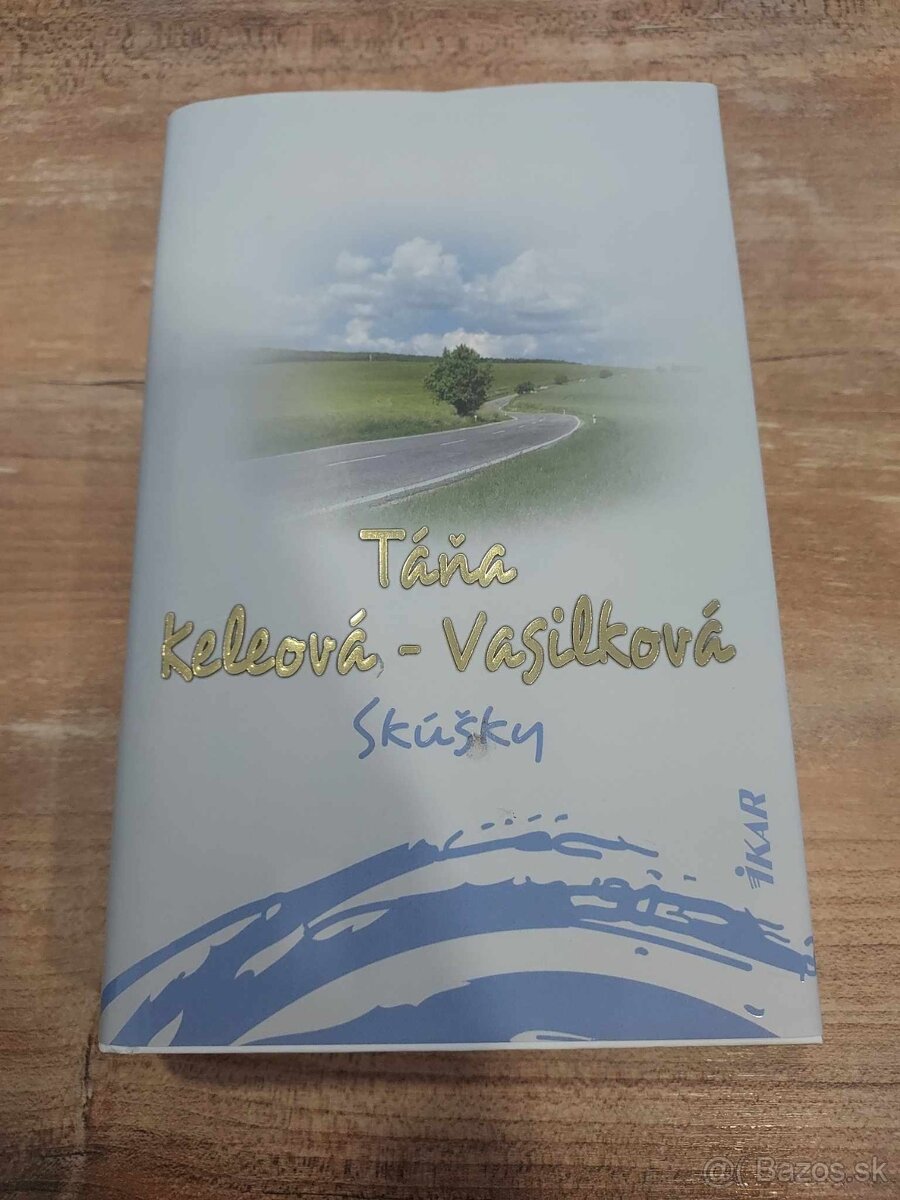 Táňa
Keleová - Vasilková
Skúšky
IKAR
@( Bazos.sk